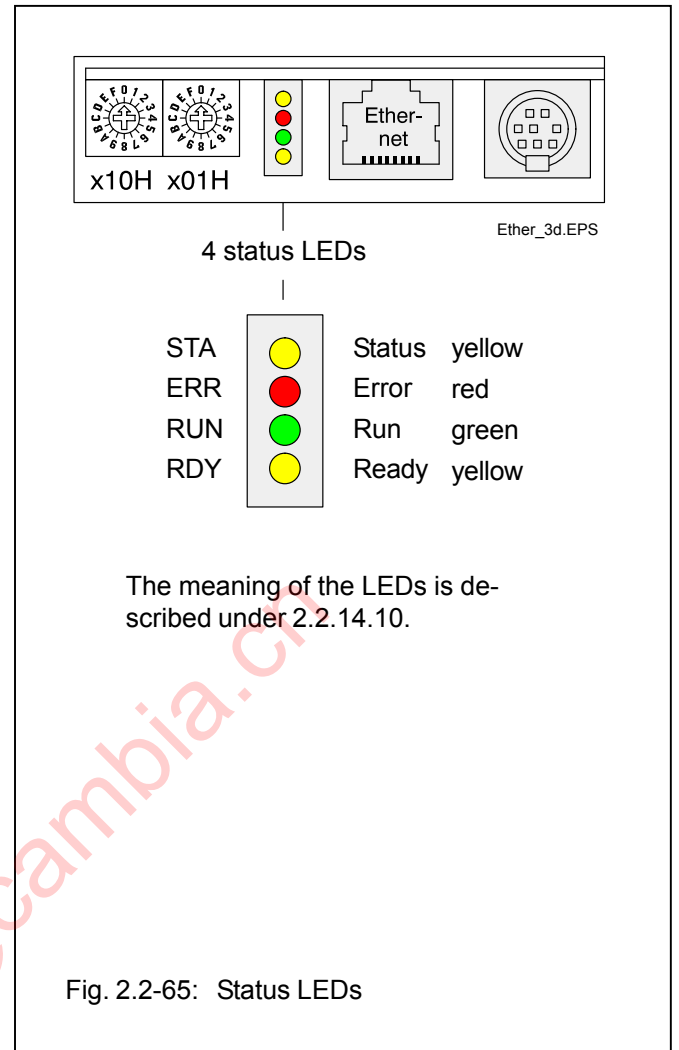 x10H x01H
Ether-
net
Ether_3d.EPS
4 status LEDs
STA Status yellow
ERR Error red
RUN Run green
RDY Ready yellow
The meaning of the LEDs is de-
scribed under 2.2.14.10.
cambia.cn
Fig. 2.2-65: Status LEDs